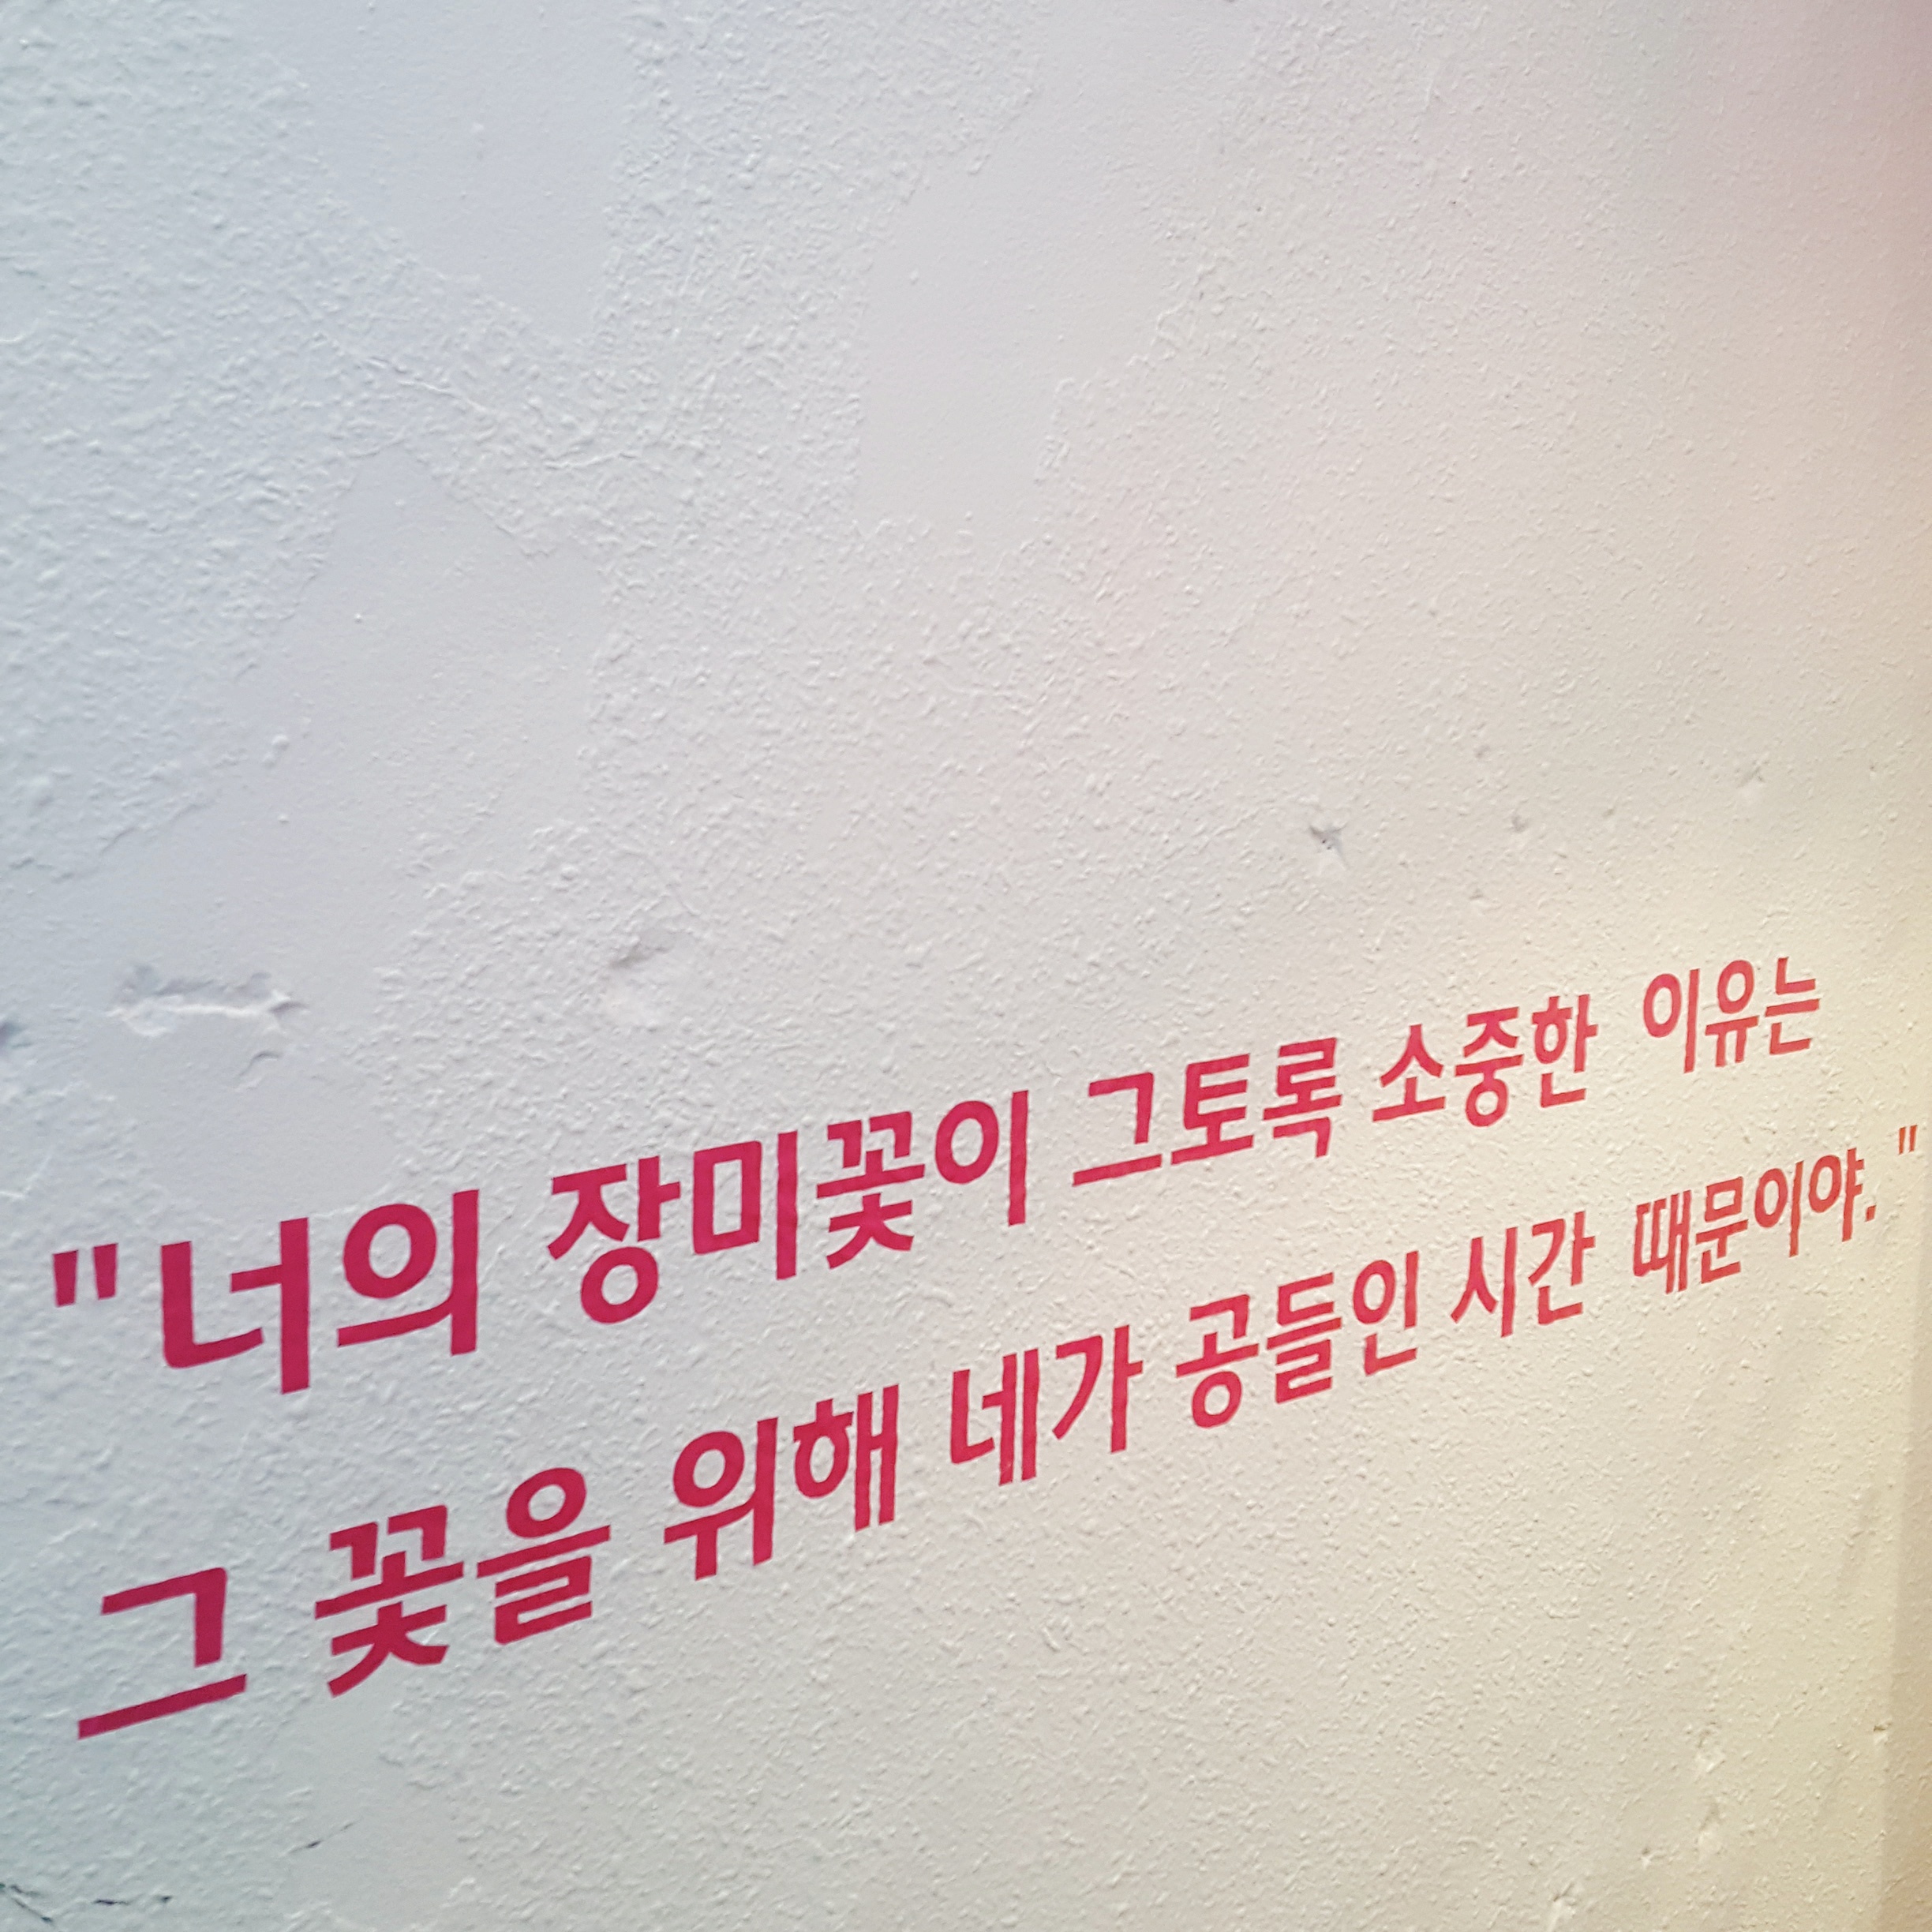 "너의 장미꽃이 그토록 소중한 이유는
그 꽃을 위해 네가 공들인 시간 때문이야."